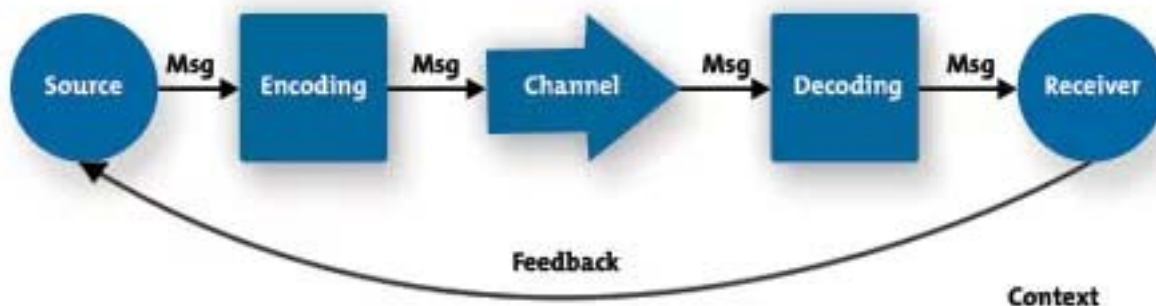 Msg Msg Msg Msg
Source Encoding Channel Decoding Receiver
Feedback
Context